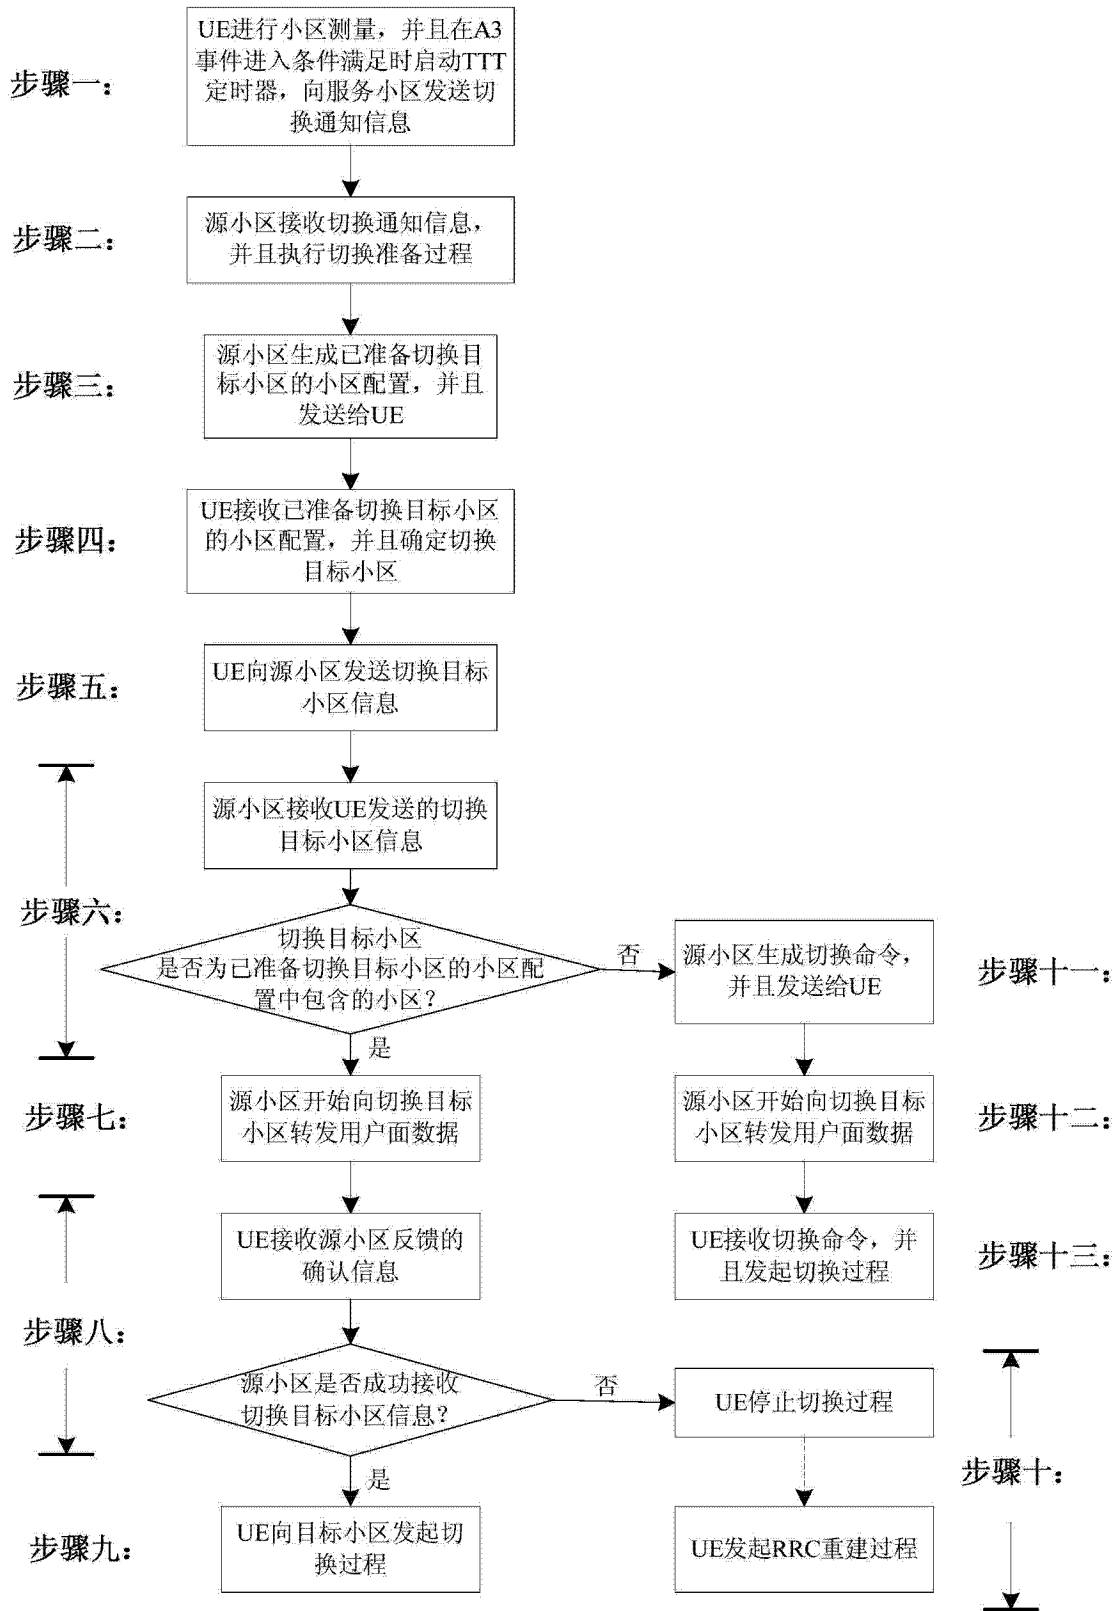 步骤一：
UE进行小区测量，并且在A3
事件进入条件满足时启动TTT
定时器，向服务小区发送切
换通知信息
步骤二：
源小区接收切换通知信息，
并且执行切换准备过程
步骤三：
源小区生成已准备切换目
标小区的小区配置，并且
发送给UE
步骤四：
UE接收已准备切换目标小区
的小区配置，并且确定切换
目标小区
步骤五：
UE向源小区发送切换目标
小区信息
步骤六：
源小区接收UE发送的切换
目标小区信息
切换目标小区
是否为已准备切换目标小区的小区配
置中包含的小区？
否
是
源小区生成切换命令，
并且发送给UE
步骤十一：
步骤七：
源小区开始向切换目标
小区转发用户面数据
源小区开始向切换目标
小区转发用户面数据
步骤十二：
步骤八：
UE接收源小区反馈的
确认信息
UE接收切换命令，并
且发起切换过程
步骤十三：
源小区是否成功接收
切换目标小区信息？
否
是
UE停止切换过程
步骤十：
步骤九：
UE向目标小区发起切
换过程
UE发起RRC重建过程